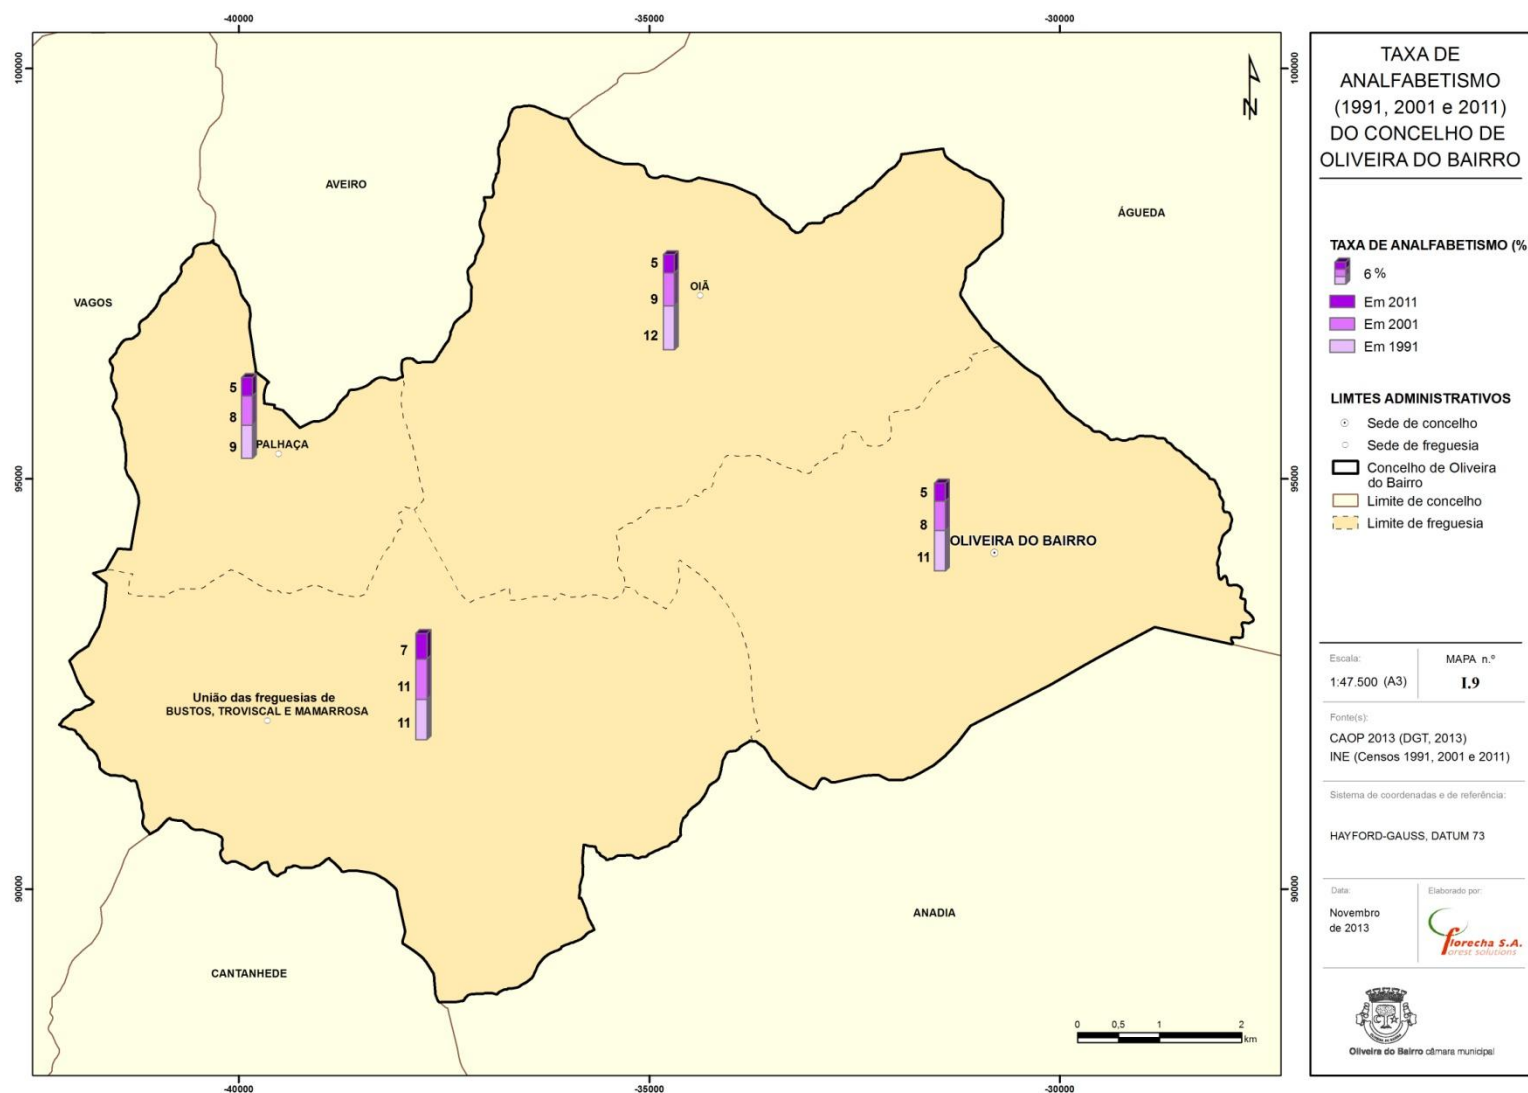 -40000
-35000
-30000
100000
100000
AVEIRO
ÁGUEDA
VAGOS
5
9
12
OIÃ
5
8
9
PALHAÇA
95000
95000
5
8
11
OLIVEIRA DO BAIRRO
7
11
11
União das freguesias de
BUSTOS, TROVISCAL E MAMARROSA
90000
90000
ANADIA
CANTANHEDE
0
0,5
1
2
km
-40000
-35000
-30000
N
TAXA DE
ANALFABETISMO
(1991, 2001 e 2011)
DO CONCELHO DE
OLIVEIRA DO BAIRRO
TAXA DE ANALFABETISMO (%
6 %
Em 2011
Em 2001
Em 1991
LIMTES ADMINISTRATIVOS
Sede de concelho
Sede de freguesia
Concelho de Oliveira
do Bairro
Limite de concelho
Limite de freguesia
Escala:
1:47.500 (A3)
MAPA n.º
I.9
Fonte(s):
CAOP 2013 (DGT, 2013)
INE (Censos 1991, 2001 e 2011)
Sistema de coordenadas e de referência:
HAYFORD-GAUSS, DATUM 73
Data:
Novembro
de 2013
Elaborado por:
florecha S.A.
forest solutions
Oliveira do Bairro câmara municipal